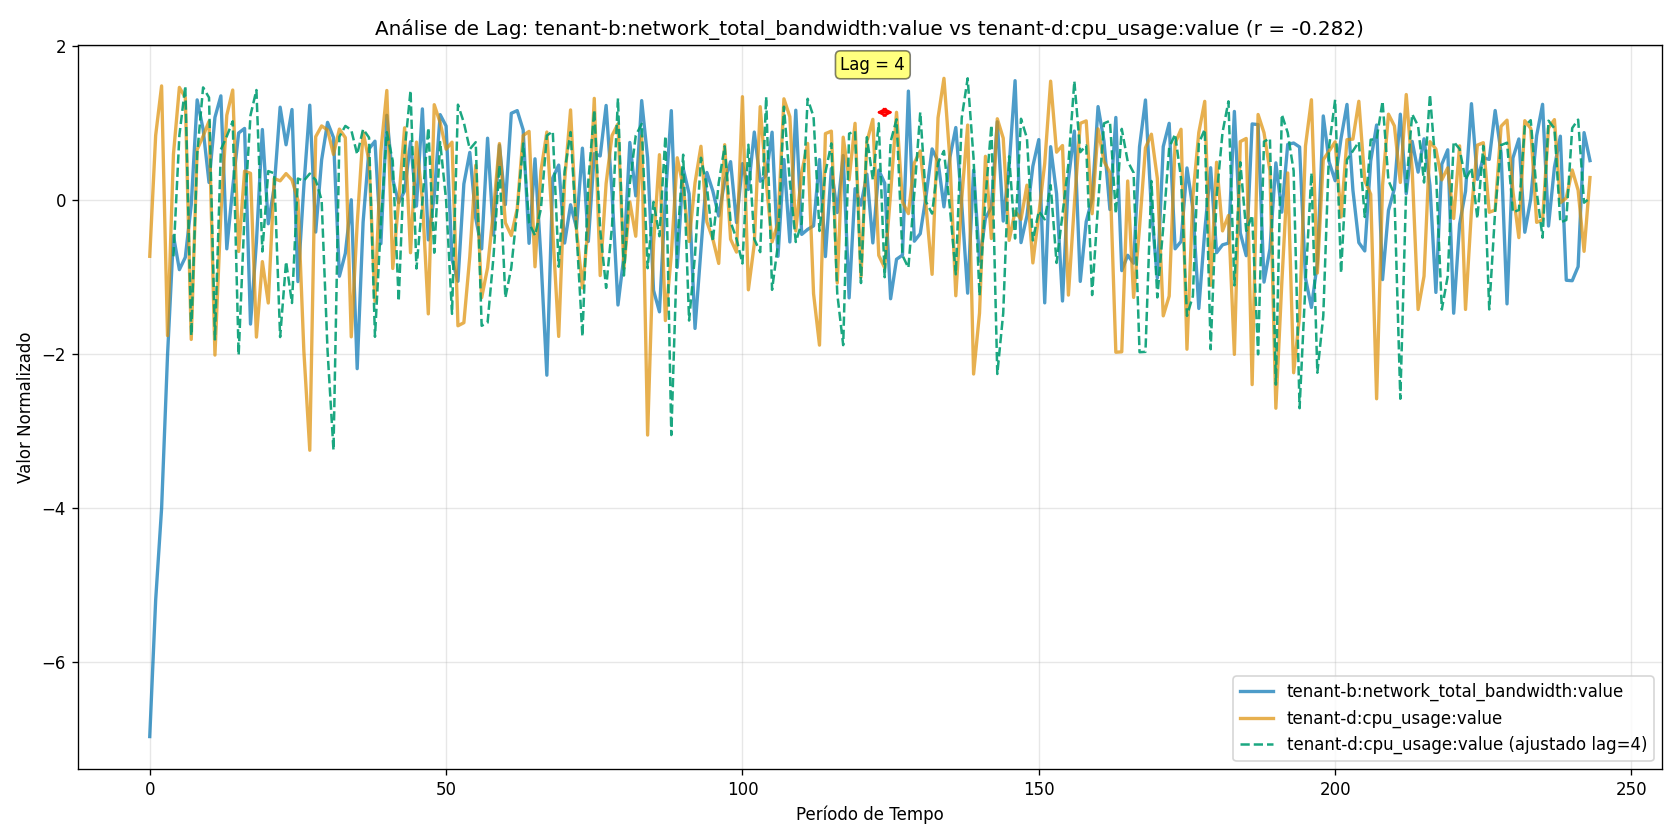 Análise de Lag: tenant-b:network_total_bandwidth:value vs tenant-d:cpu_usage:value (r = -0.282)
Lag = 4
2
0
−2
−4
−6
Valor Normalizado
tenant-b:network_total_bandwidth:value
tenant-d:cpu_usage:value
tenant-d:cpu_usage:value (ajustado lag=4)
0
50
100
150
200
250
Período de Tempo